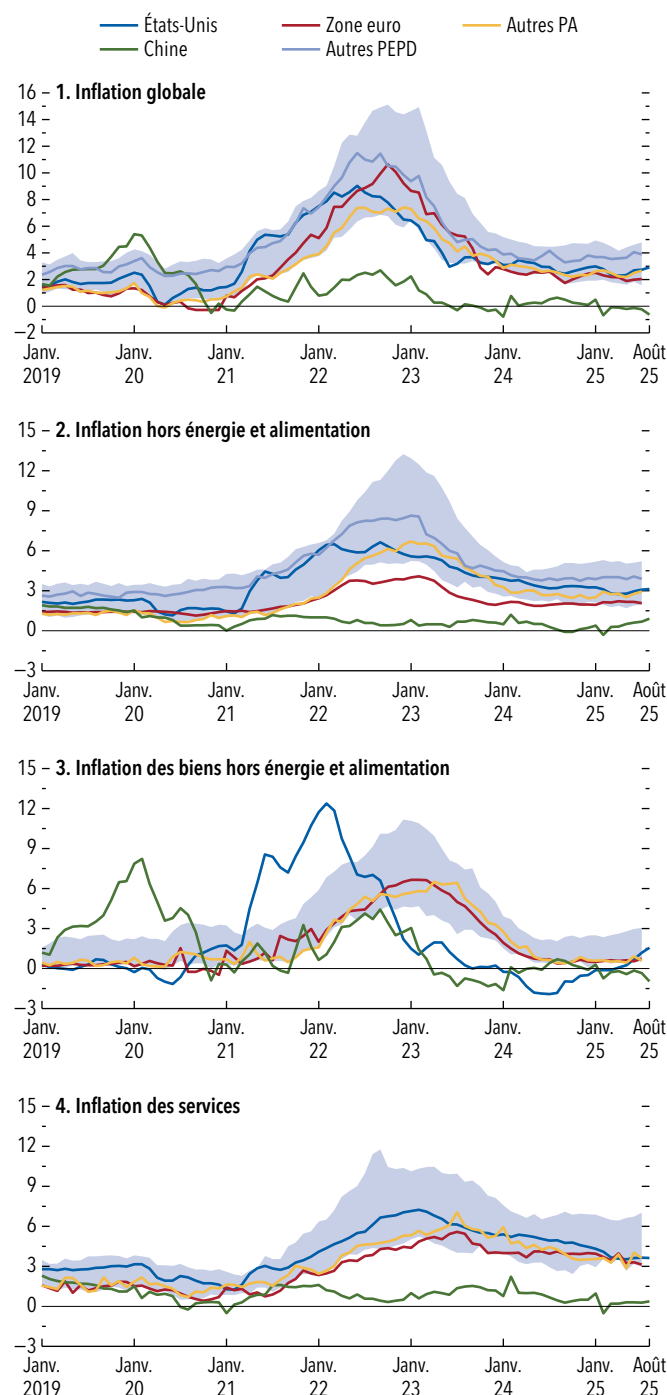 États-Unis Zone euro Autres PA
Chine Autres PEPD
1. Inflation globale
16
14
12
10
8
6
4
2
0
−2
Janv. Janv. Janv. Janv. Janv. Janv. Janv. Août
2019 20 21 22 23 24 25 25
2. Inflation hors énergie et alimentation
15
12
9
6
3
0
−3
Janv. Janv. Janv. Janv. Janv. Janv. Janv. Août
2019 20 21 22 23 24 25 25
3. Inflation des biens hors énergie et alimentation
15
12
9
6
3
0
−3
Janv. Janv. Janv. Janv. Janv. Janv. Janv. Août
2019 20 21 22 23 24 25 25
4. Inflation des services
15
12
9
6
3
0
−3
Janv. Janv. Janv. Janv. Janv. Janv. Janv. Août
2019 20 21 22 23 24 25 25